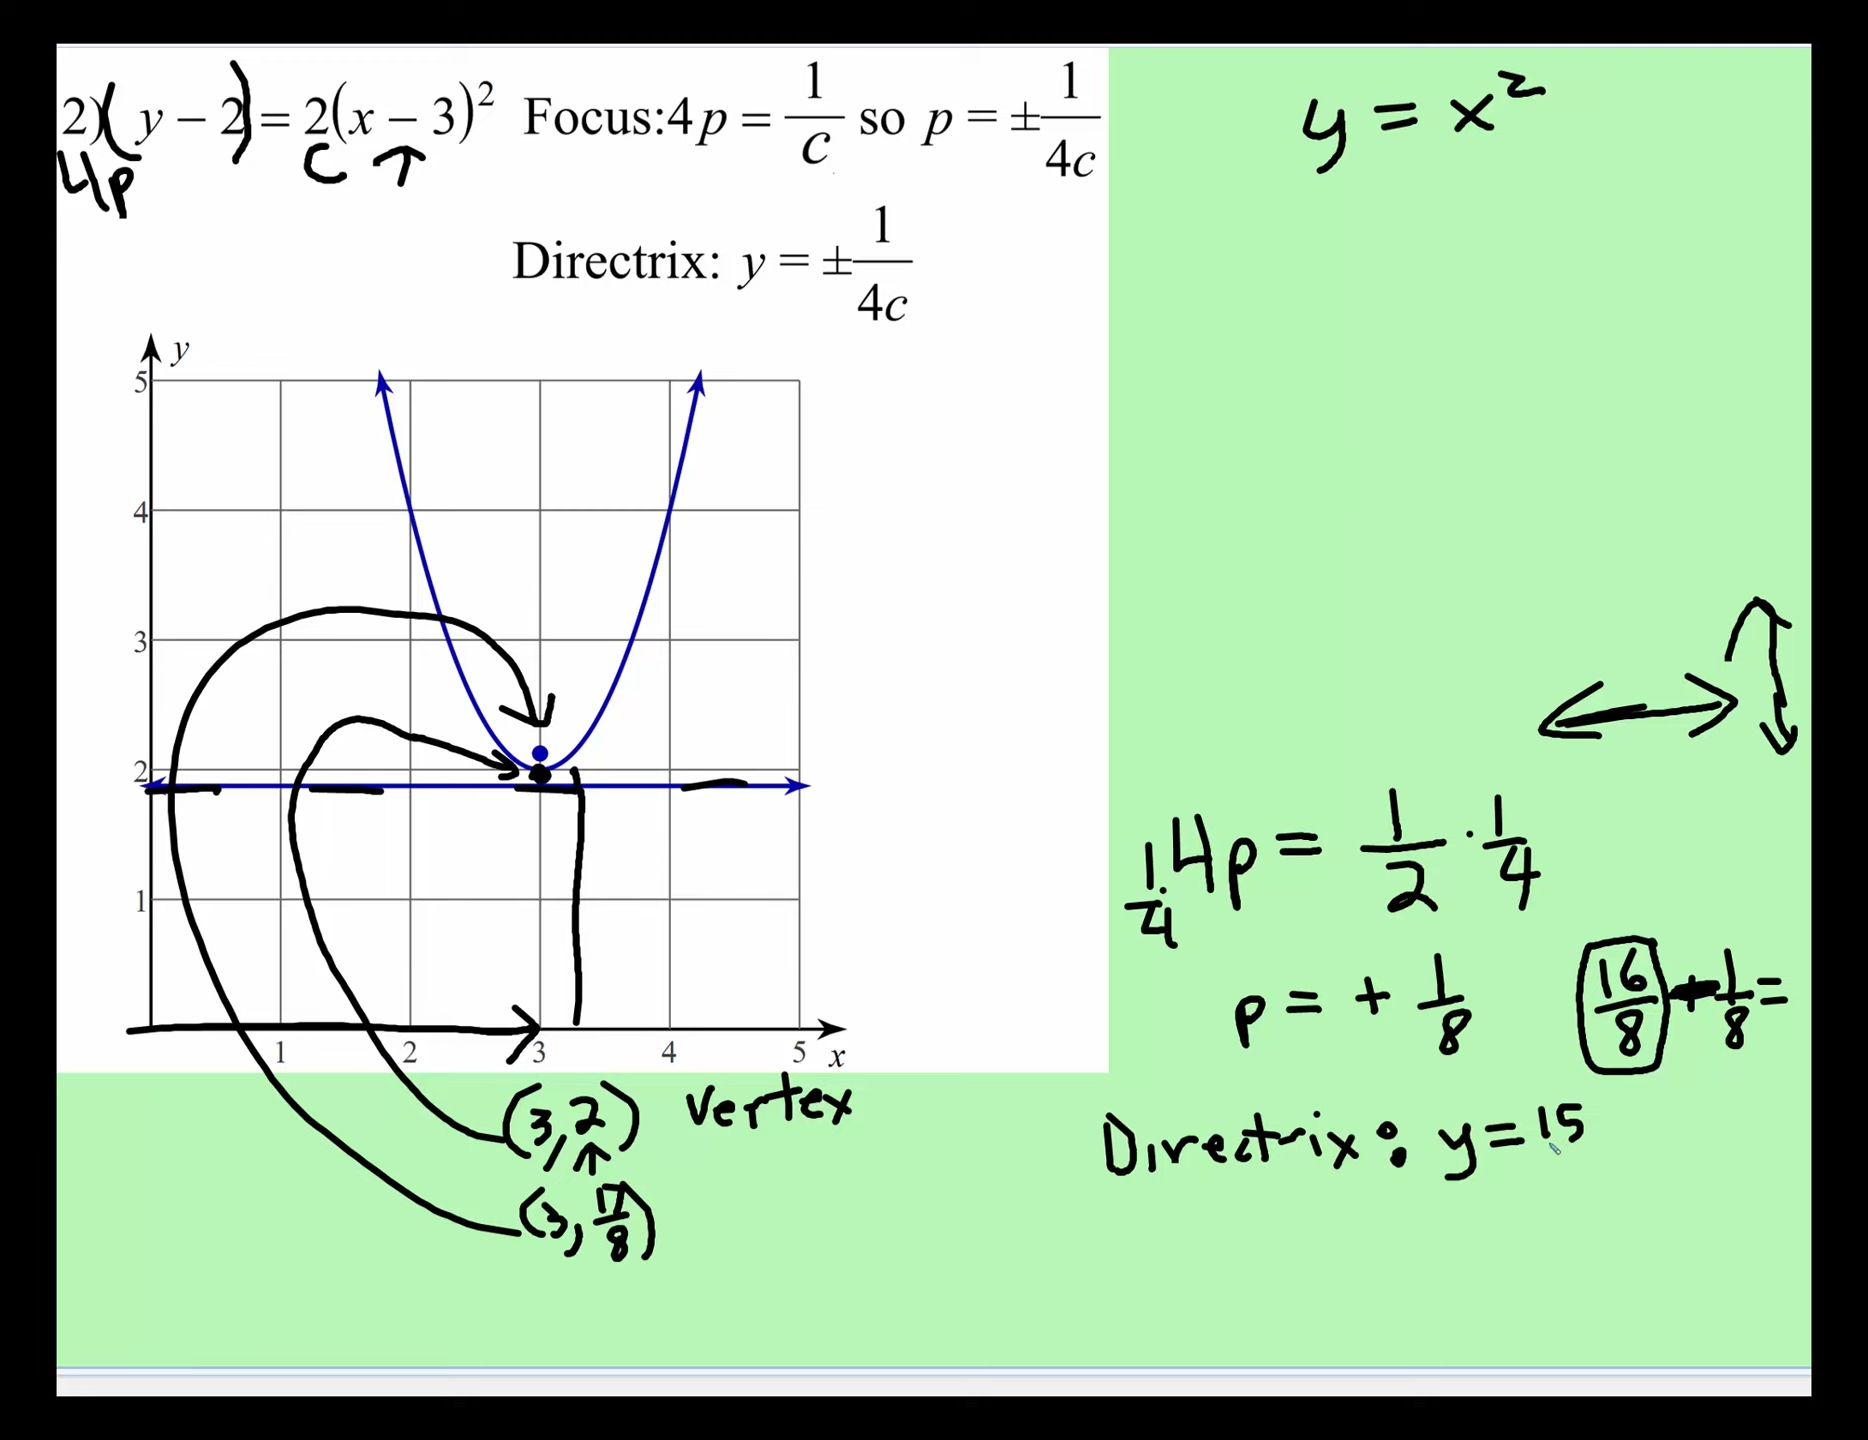 2)(y − 2) = 2(x − 3)² Focus:4p = 1/c so p = ±1/4c
4p C
Directrix: y = ±1/4c
y = x²
y
5
4
3
2
1
1 2 3 4 5 x
1/4 · 4p = 1/2 · 1/4
p = + 1/8 16/8 - 1/8 =
(3, 2) vertex
Directrix: y = 15
(3, 17/8)